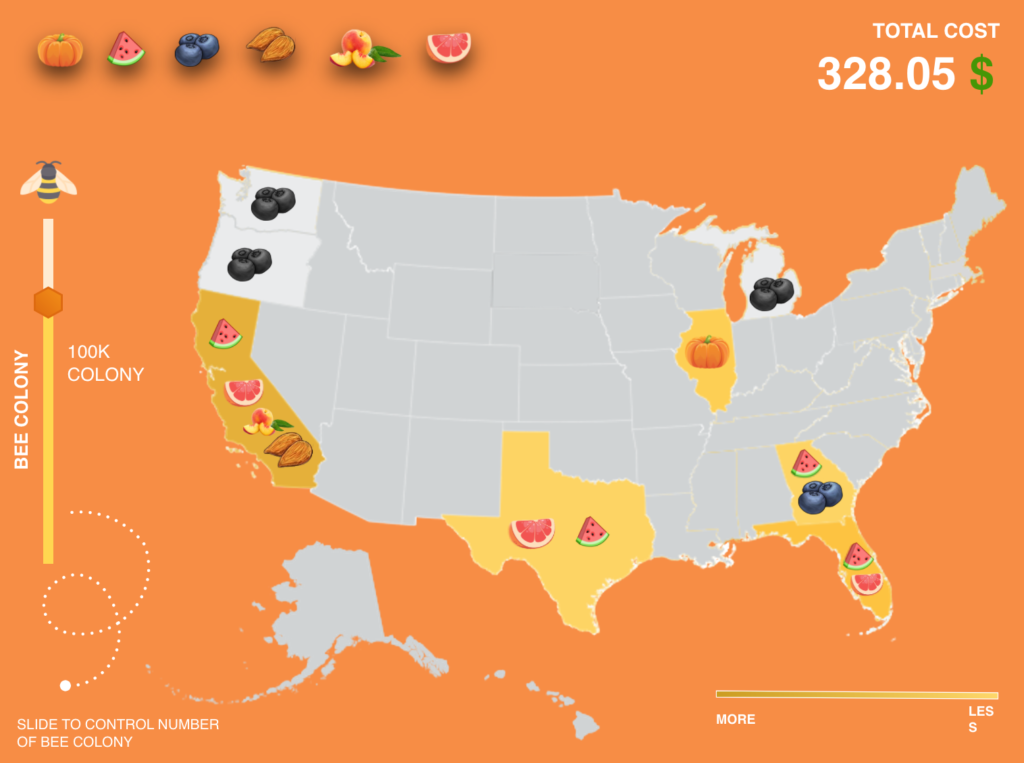 TOTAL COST
328.05 $
100K
COLONY
BEE COLONY
MORE
LES
S
SLIDE TO CONTROL NUMBER
OF BEE COLONY